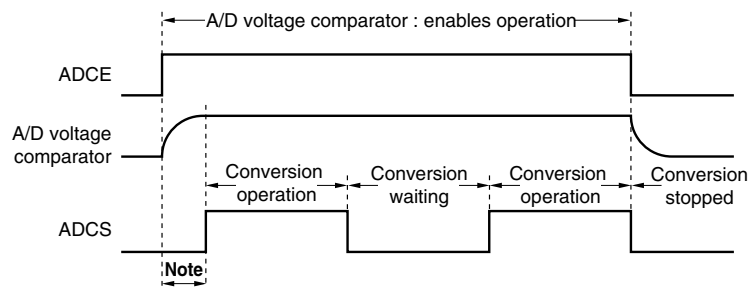 A/D voltage comparator : enables operation
ADCE
A/D voltage
comparator
Conversion
operation
Conversion
waiting
Conversion
operation
Conversion
stopped
ADCS
Note